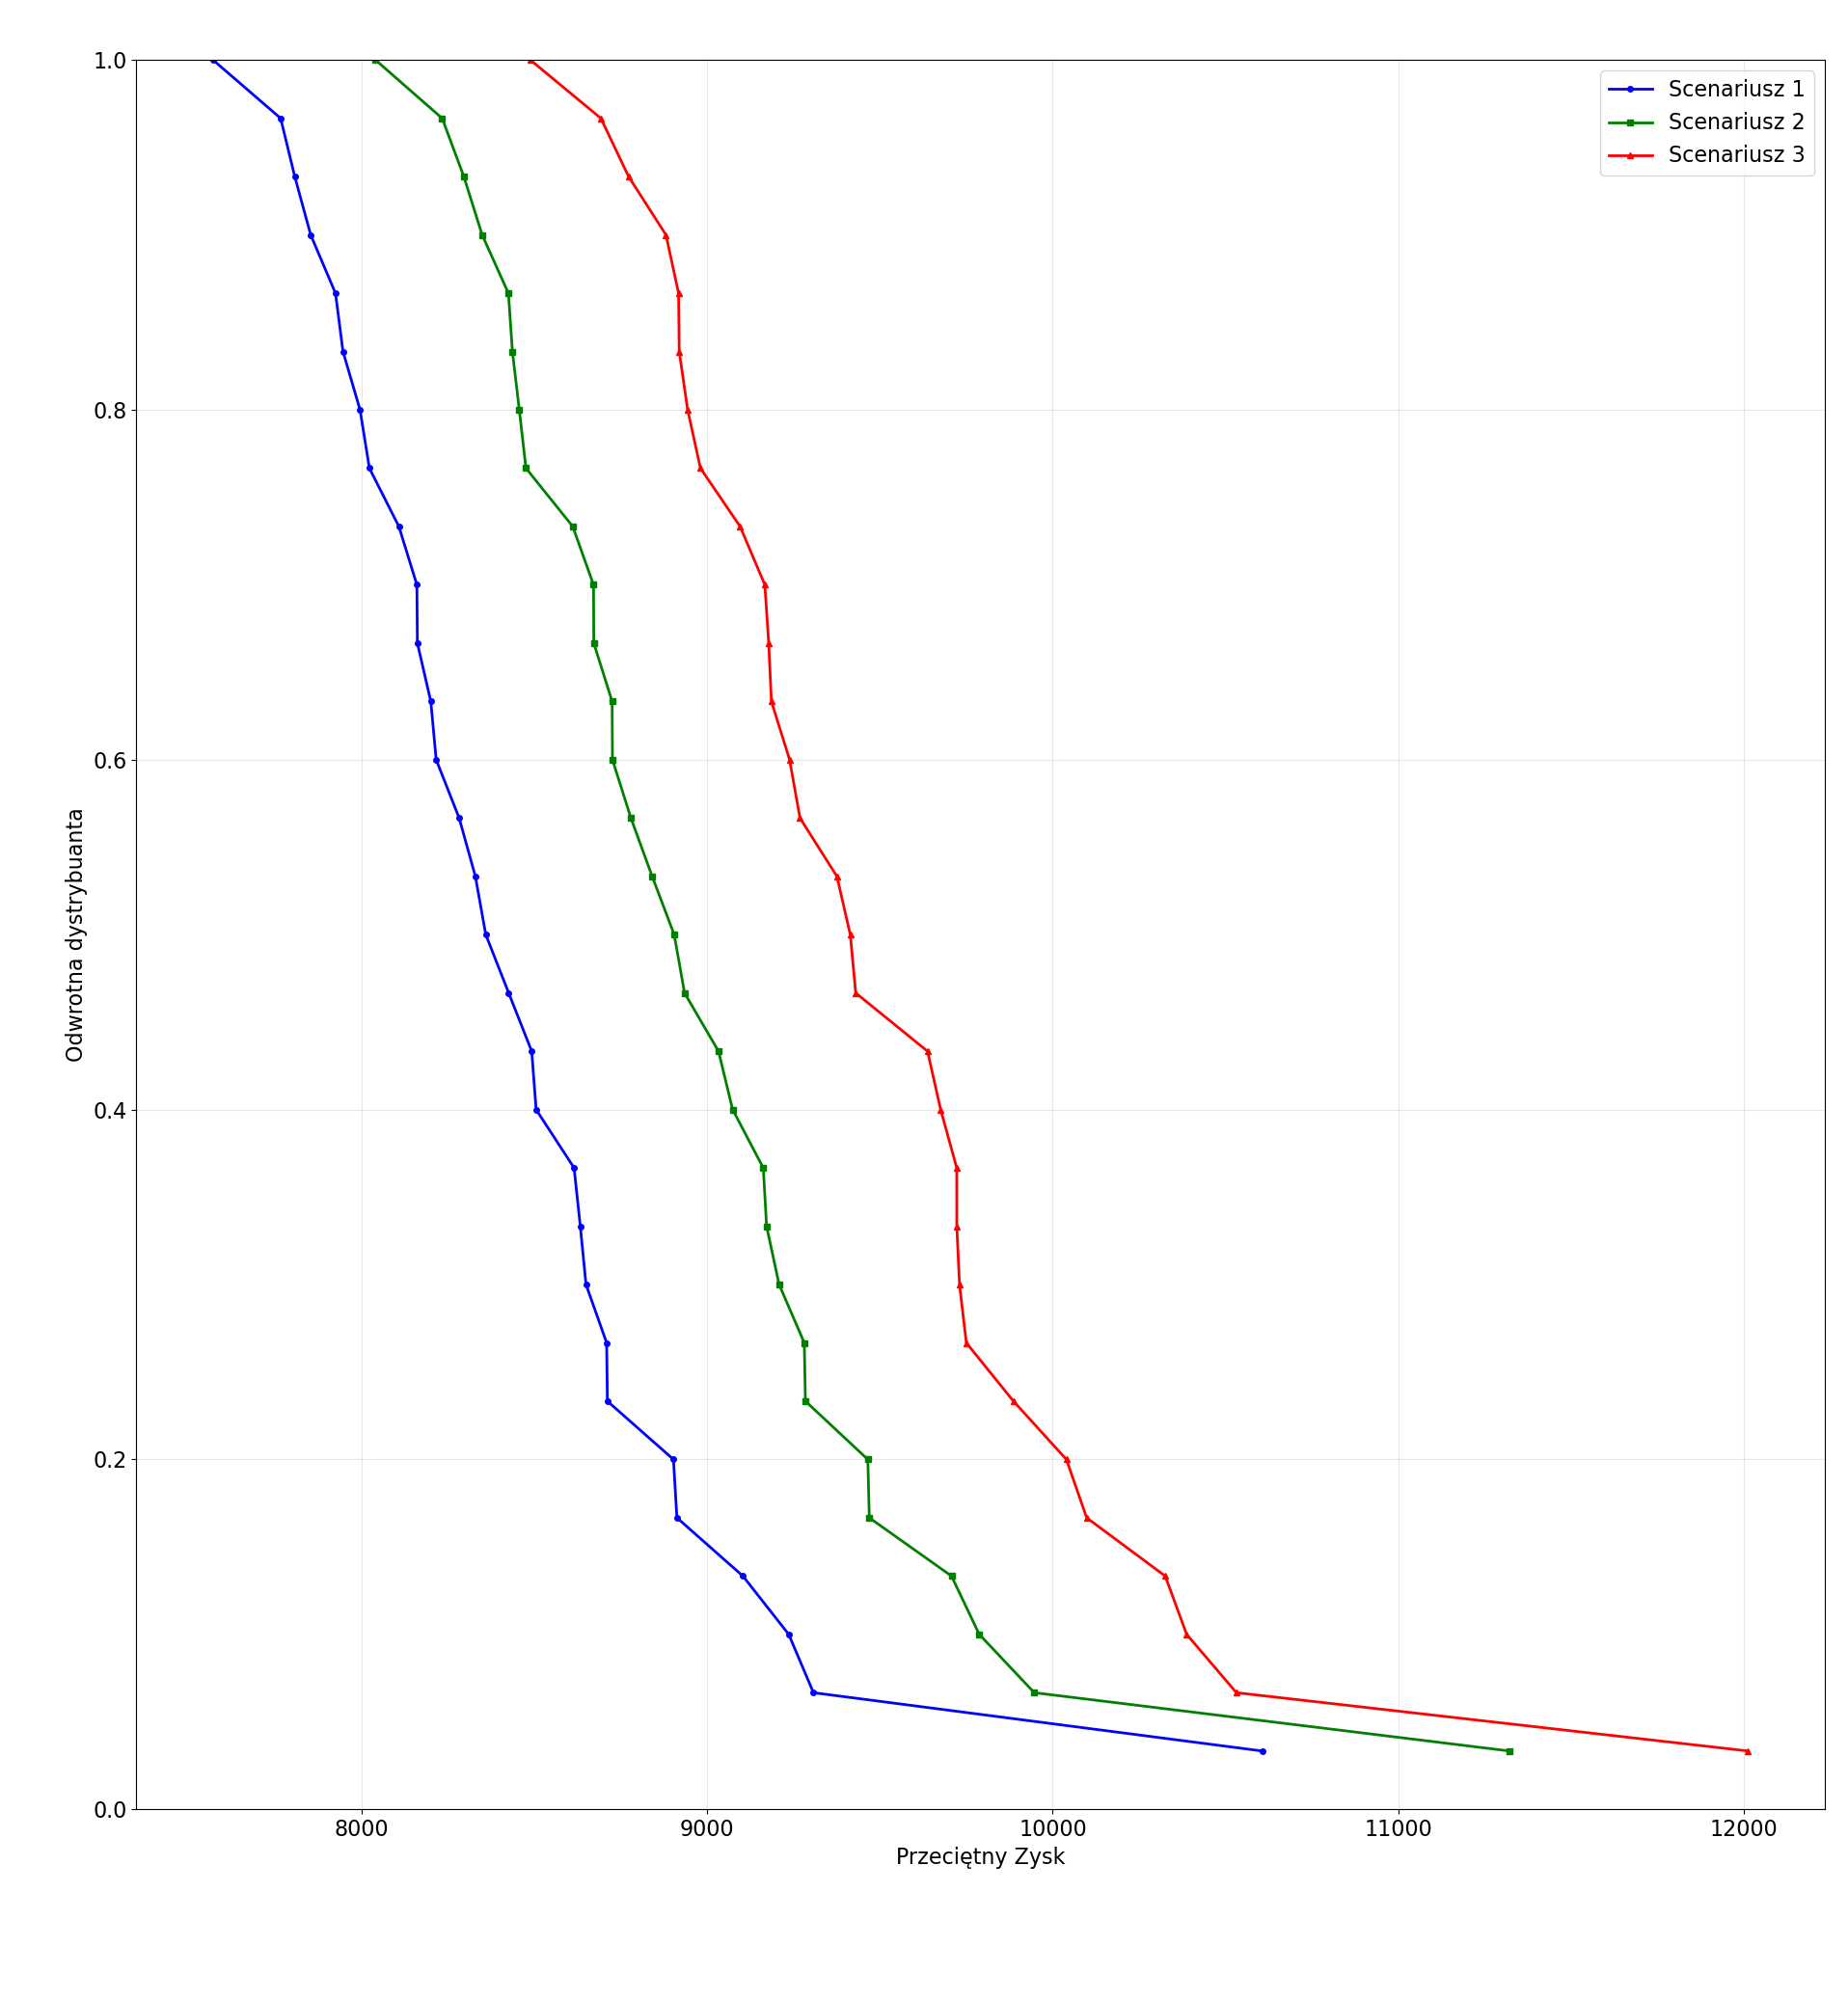 1.0
0.8
0.6
0.4
0.2
0.0
Odwrotna dystrybuanta
Scenariusz 1
Scenariusz 2
Scenariusz 3
8000 9000 10000 11000 12000
Przeciętny Zysk